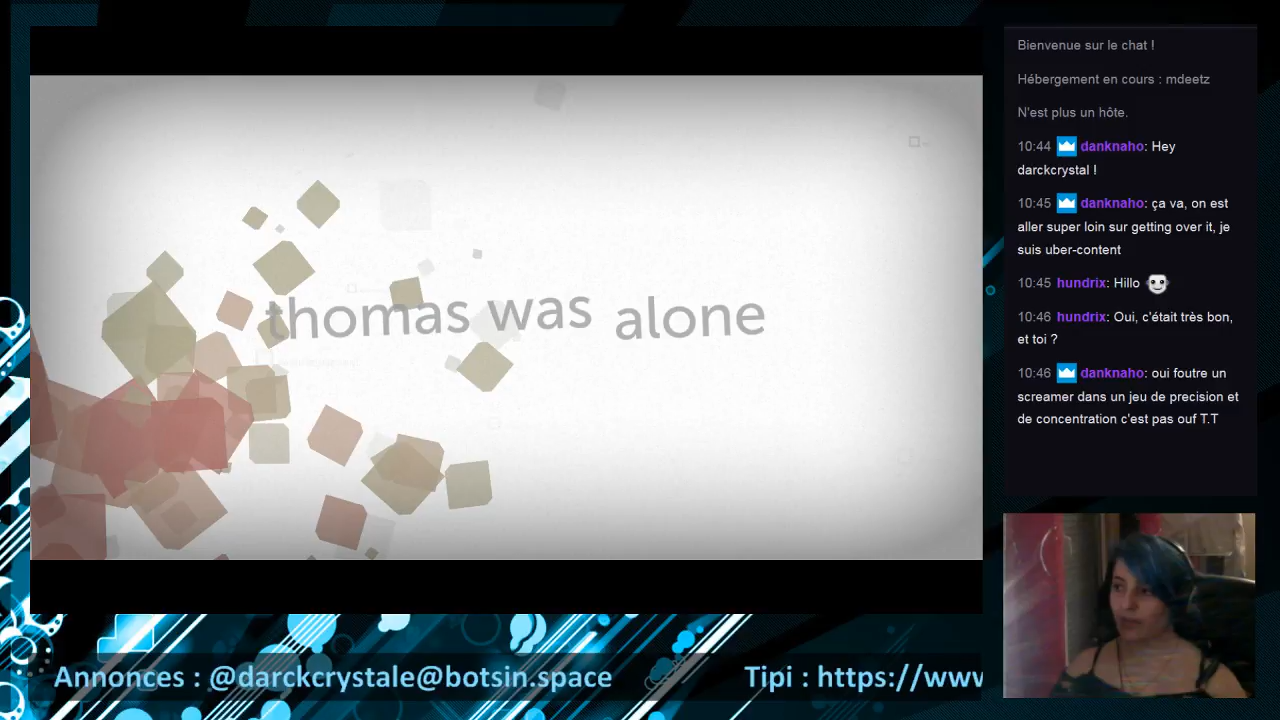 thomas was alone
Bienvenue sur le chat !
Hébergement en cours : mdeetz
N'est plus un hôte.
10:44 danknaho: Hey
darckcrystal !
10:45 danknaho: ça va, on est
aller super loin sur getting over it, je
suis uber-content
10:45 hundrix: Hillo
10:46 hundrix: Oui, c'était très bon,
et toi ?
10:46 danknaho: oui foutre un
screamer dans un jeu de precision et
de concentration c'est pas ouf T.T
Annonces : @darckcrystale@botsin.space
Tipi : https://www